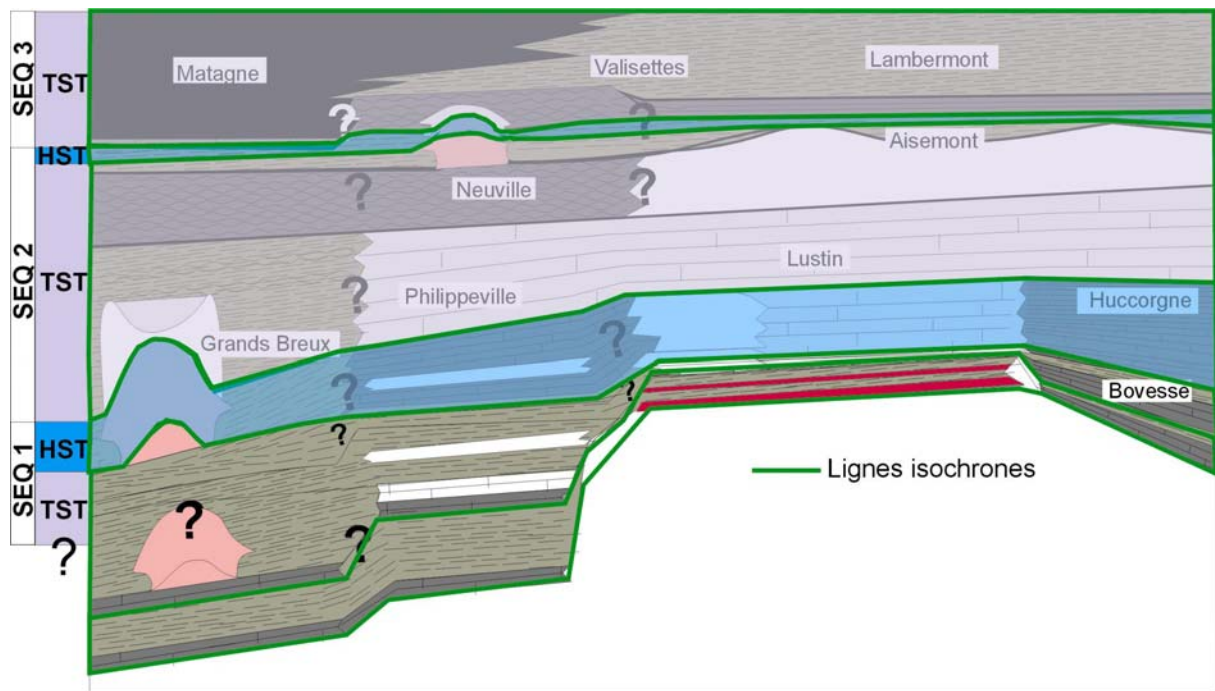 SEQ 3
TST
HST
SEQ 2
TST
SEQ 1
HST
TST
?
Matagne
Valisettes
Lambermont
?
?
Aisemont
?
Neuville
?
?
Lustin
Philippeville
Huccorgne
Grands Breux
?
?
?
Bovesse
?
?
?
Lignes isochrones